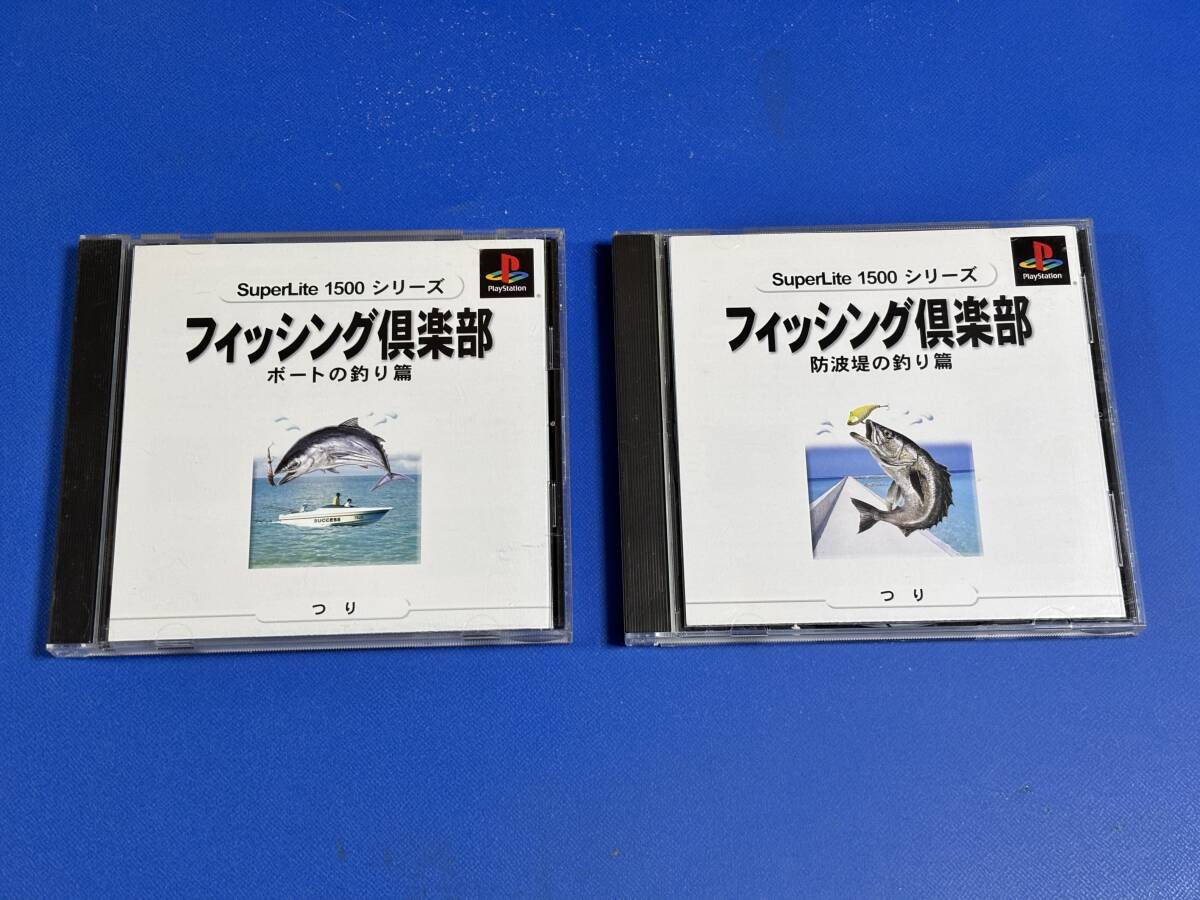 SuperLite 1500 シリーズ
PlayStation
フィッシング倶楽部
ボートの釣り篇
SUCCESS
つり
SuperLite 1500 シリーズ
PlayStation
フィッシング倶楽部
防波堤の釣り篇
つり